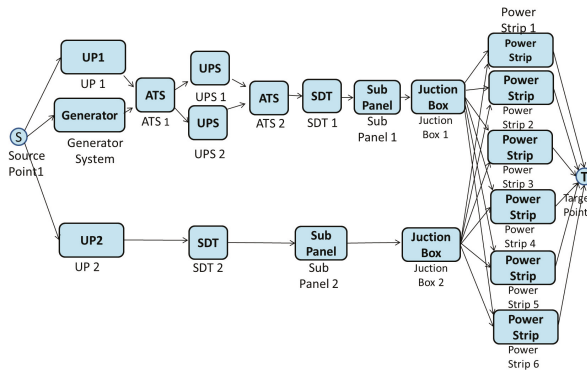 Power
Strip 1
UP1
UP 1
Generator
Generator
System
S
Source
Point1
ATS
ATS 1
UPS
UPS 1
UPS
UPS 2
ATS
ATS 2
SDT
SDT 1
Sub
Panel
Sub
Panel 1
Juction
Box
Juction
Box 1
Power
Strip
Power
Strip
Power
Strip 2
Power
Strip
Power
Strip 3
Power
Strip
Power
Strip 4
Power
Strip
Power
Strip 5
Power
Strip
Power
Strip 6
T
Targe
Point
UP2
UP 2
SDT
SDT 2
Sub
Panel
Sub
Panel 2
Juction
Box
Juction
Box 2